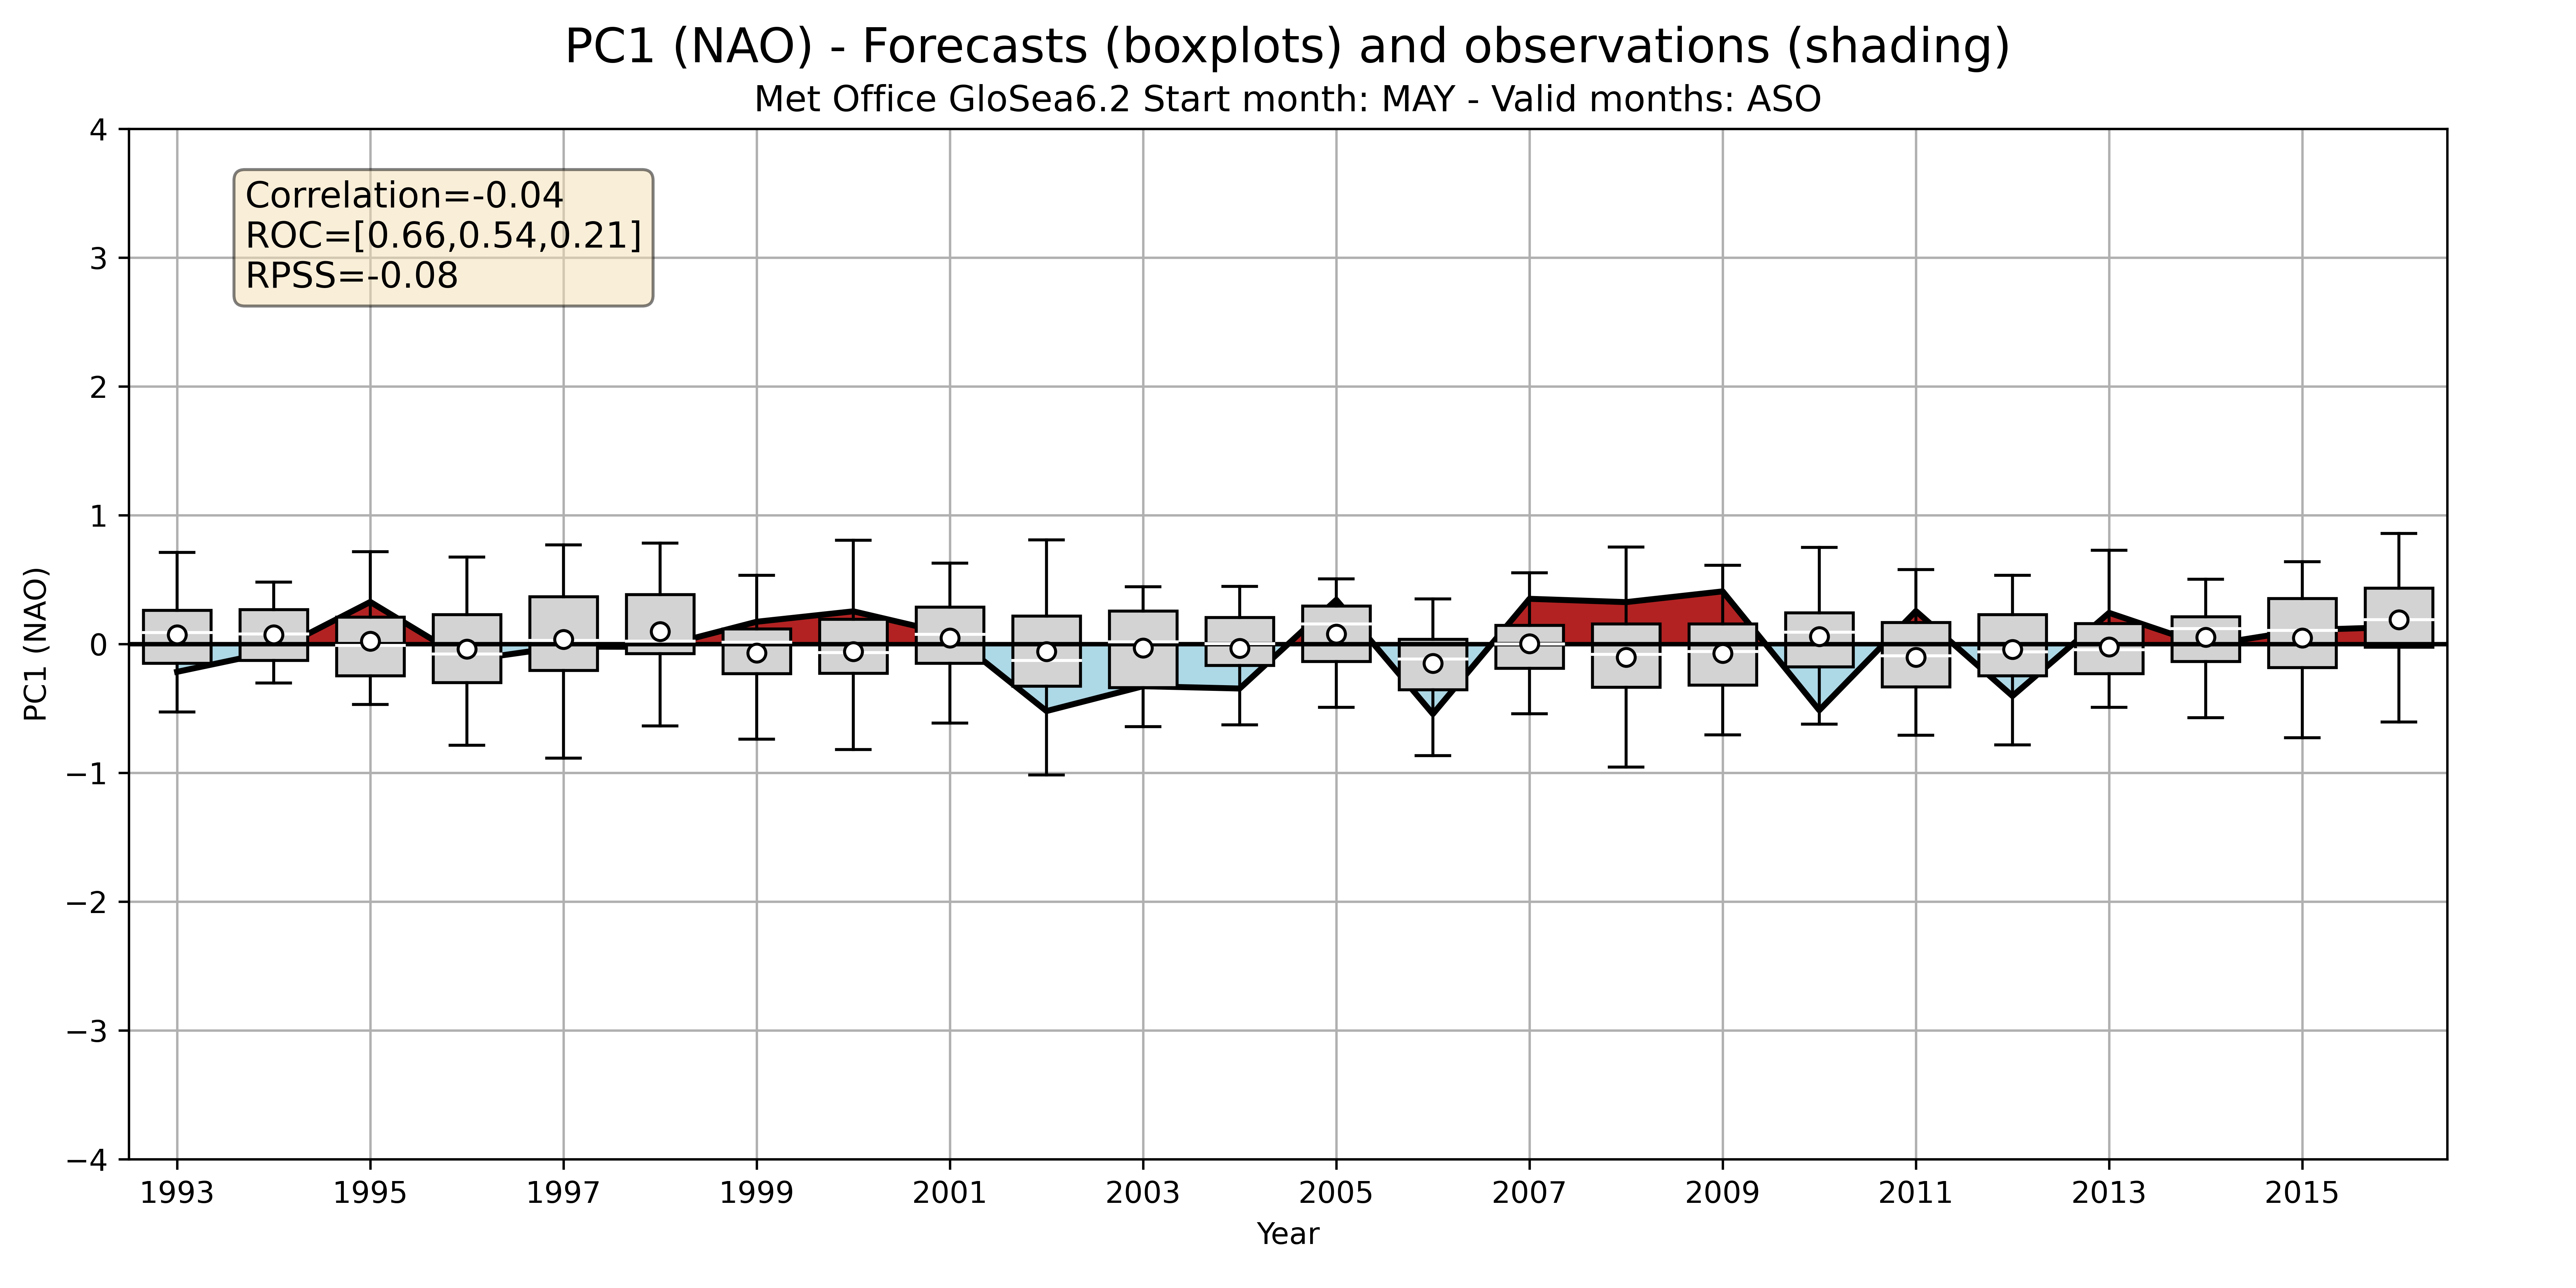 PC1 (NAO) - Forecasts (boxplots) and observations (shading)
Met Office GloSea6.2 Start month: MAY - Valid months: ASO
Correlation=-0.04
ROC=[0.66,0.54,0.21]
RPSS=-0.08
PC1 (NAO)
4
3
2
1
0
−1
−2
−3
−4
1993 1995 1997 1999 2001 2003 2005 2007 2009 2011 2013 2015
Year